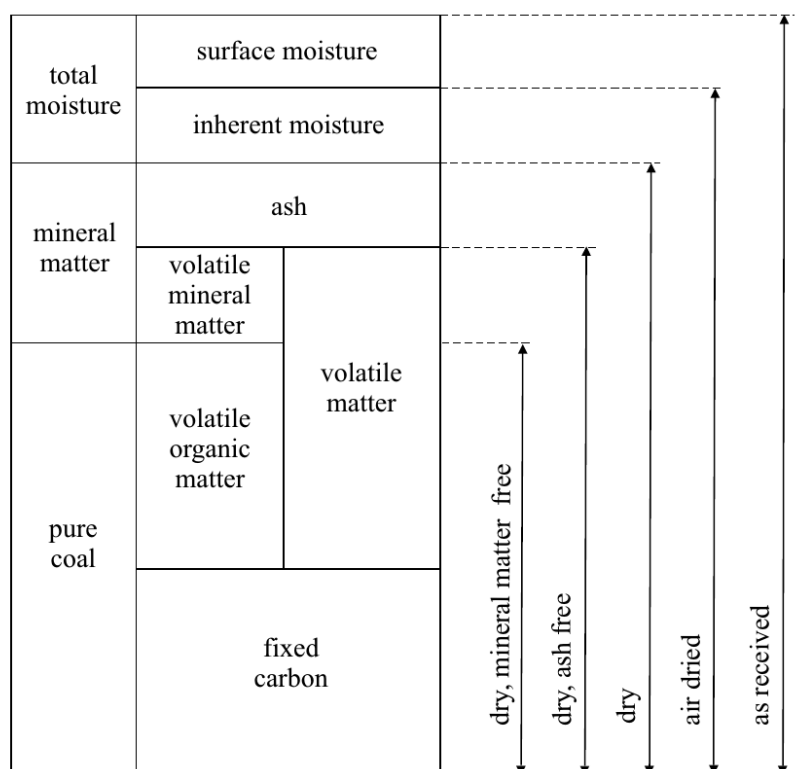 total
moisture
surface moisture
inherent moisture
mineral
matter
ash
volatile
mineral
matter
volatile
matter
pure
coal
volatile
organic
matter
fixed
carbon
dry, mineral matter free
dry, ash free
dry
air dried
as received